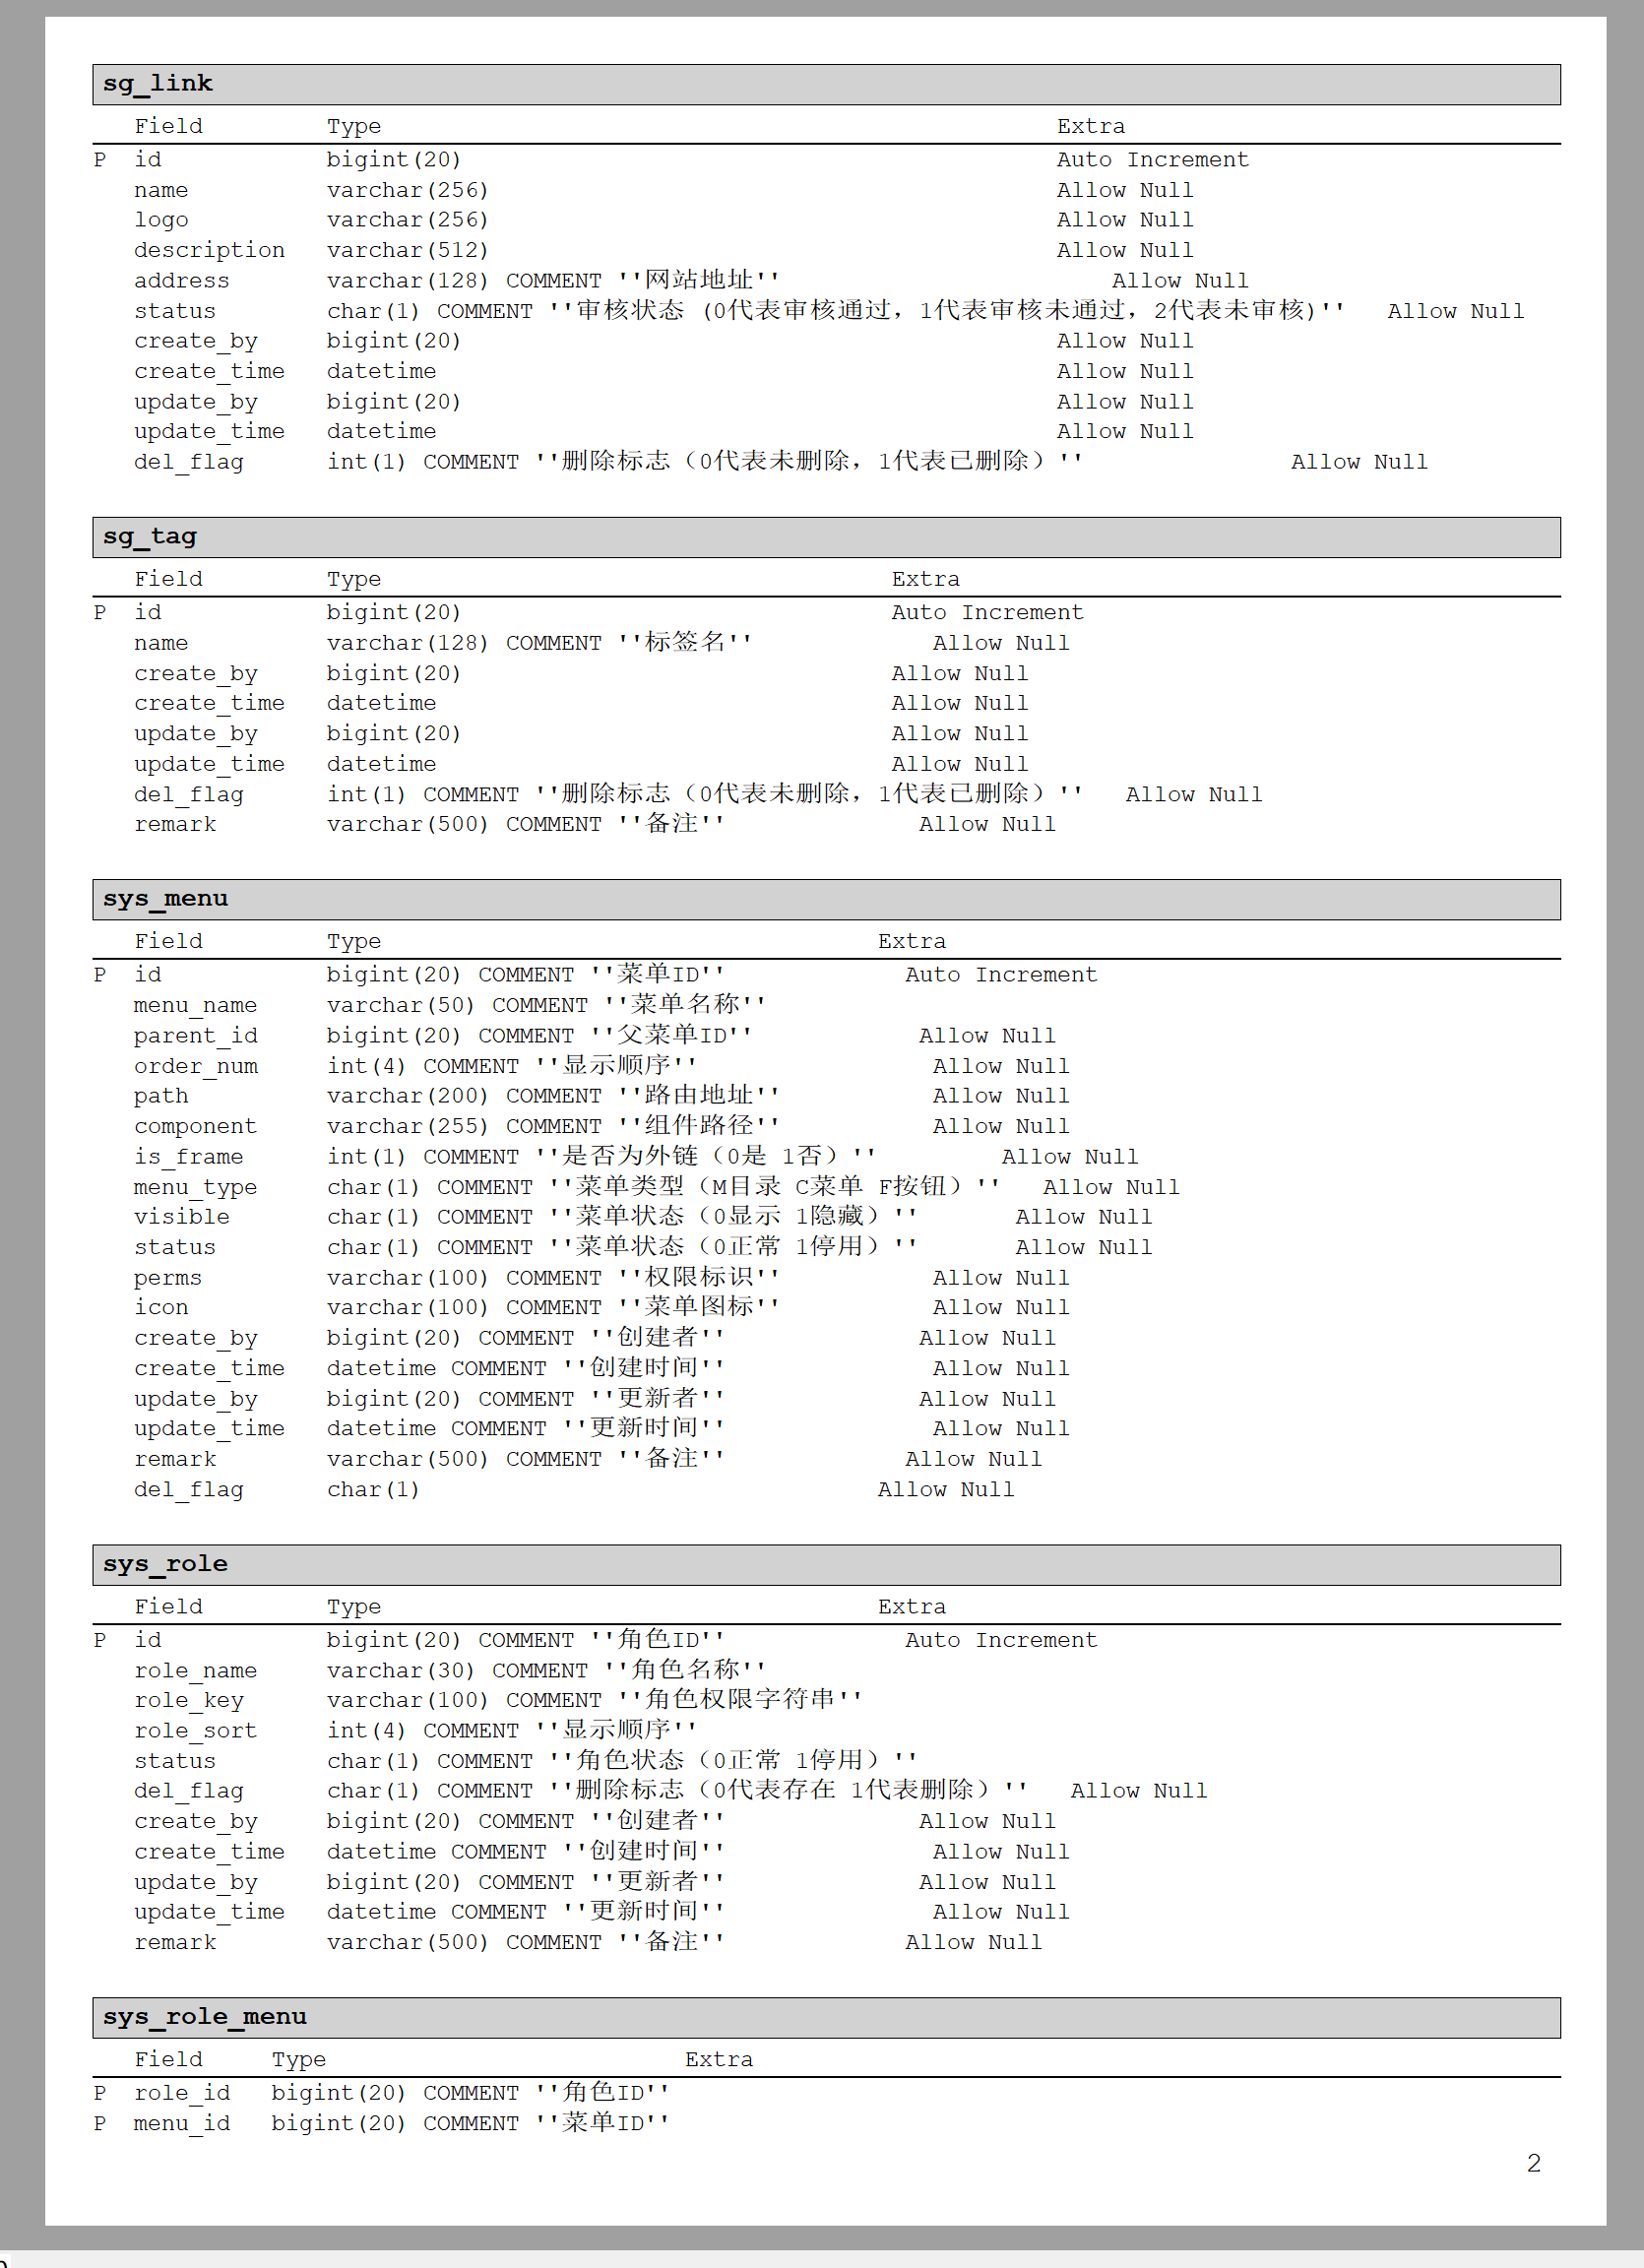 sg_link
Field Type Extra
P id bigint(20) Auto Increment
name varchar(256) Allow Null
logo varchar(256) Allow Null
description varchar(512) Allow Null
address varchar(128) COMMENT ''网站地址'' Allow Null
status char(1) COMMENT ''审核状态 (0代表审核通过，1代表审核未通过，2代表未审核)'' Allow Null
create_by bigint(20) Allow Null
create_time datetime Allow Null
update_by bigint(20) Allow Null
update_time datetime Allow Null
del_flag int(1) COMMENT ''删除标志（0代表未删除，1代表已删除）'' Allow Null
sg_tag
Field Type Extra
P id bigint(20) Auto Increment
name varchar(128) COMMENT ''标签名'' Allow Null
create_by bigint(20) Allow Null
create_time datetime Allow Null
update_by bigint(20) Allow Null
update_time datetime Allow Null
del_flag int(1) COMMENT ''删除标志（0代表未删除，1代表已删除）'' Allow Null
remark varchar(500) COMMENT ''备注'' Allow Null
sys_menu
Field Type Extra
P id bigint(20) COMMENT ''菜单ID'' Auto Increment
menu_name varchar(50) COMMENT ''菜单名称''
parent_id bigint(20) COMMENT ''父菜单ID'' Allow Null
order_num int(4) COMMENT ''显示顺序'' Allow Null
path varchar(200) COMMENT ''路由地址'' Allow Null
component varchar(255) COMMENT ''组件路径'' Allow Null
is_frame int(1) COMMENT ''是否为外链（0是 1否）'' Allow Null
menu_type char(1) COMMENT ''菜单类型（M目录 C菜单 F按钮）'' Allow Null
visible char(1) COMMENT ''菜单状态（0显示 1隐藏）'' Allow Null
status char(1) COMMENT ''菜单状态（0正常 1停用）'' Allow Null
perms varchar(100) COMMENT ''权限标识'' Allow Null
icon varchar(100) COMMENT ''菜单图标'' Allow Null
create_by bigint(20) COMMENT ''创建者'' Allow Null
create_time datetime COMMENT ''创建时间'' Allow Null
update_by bigint(20) COMMENT ''更新者'' Allow Null
update_time datetime COMMENT ''更新时间'' Allow Null
remark varchar(500) COMMENT ''备注'' Allow Null
del_flag char(1) Allow Null
sys_role
Field Type Extra
P id bigint(20) COMMENT ''角色ID'' Auto Increment
role_name varchar(30) COMMENT ''角色名称''
role_key varchar(100) COMMENT ''角色权限字符串''
role_sort int(4) COMMENT ''显示顺序''
status char(1) COMMENT ''角色状态（0正常 1停用）''
del_flag char(1) COMMENT ''删除标志（0代表存在 1代表删除）'' Allow Null
create_by bigint(20) COMMENT ''创建者'' Allow Null
create_time datetime COMMENT ''创建时间'' Allow Null
update_by bigint(20) COMMENT ''更新者'' Allow Null
update_time datetime COMMENT ''更新时间'' Allow Null
remark varchar(500) COMMENT ''备注'' Allow Null
sys_role_menu
Field Type Extra
P role_id bigint(20) COMMENT ''角色ID''
P menu_id bigint(20) COMMENT ''菜单ID''
2